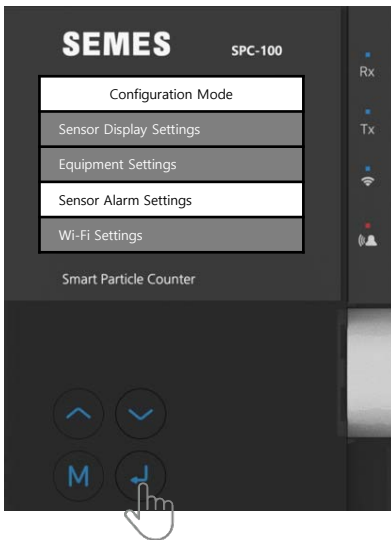 SEMES
SPC-100
Configuration Mode
Sensor Display Settings
Equipment Settings
Sensor Alarm Settings
Wi-Fi Settings
Smart Particle Counter
Rx
Tx
M